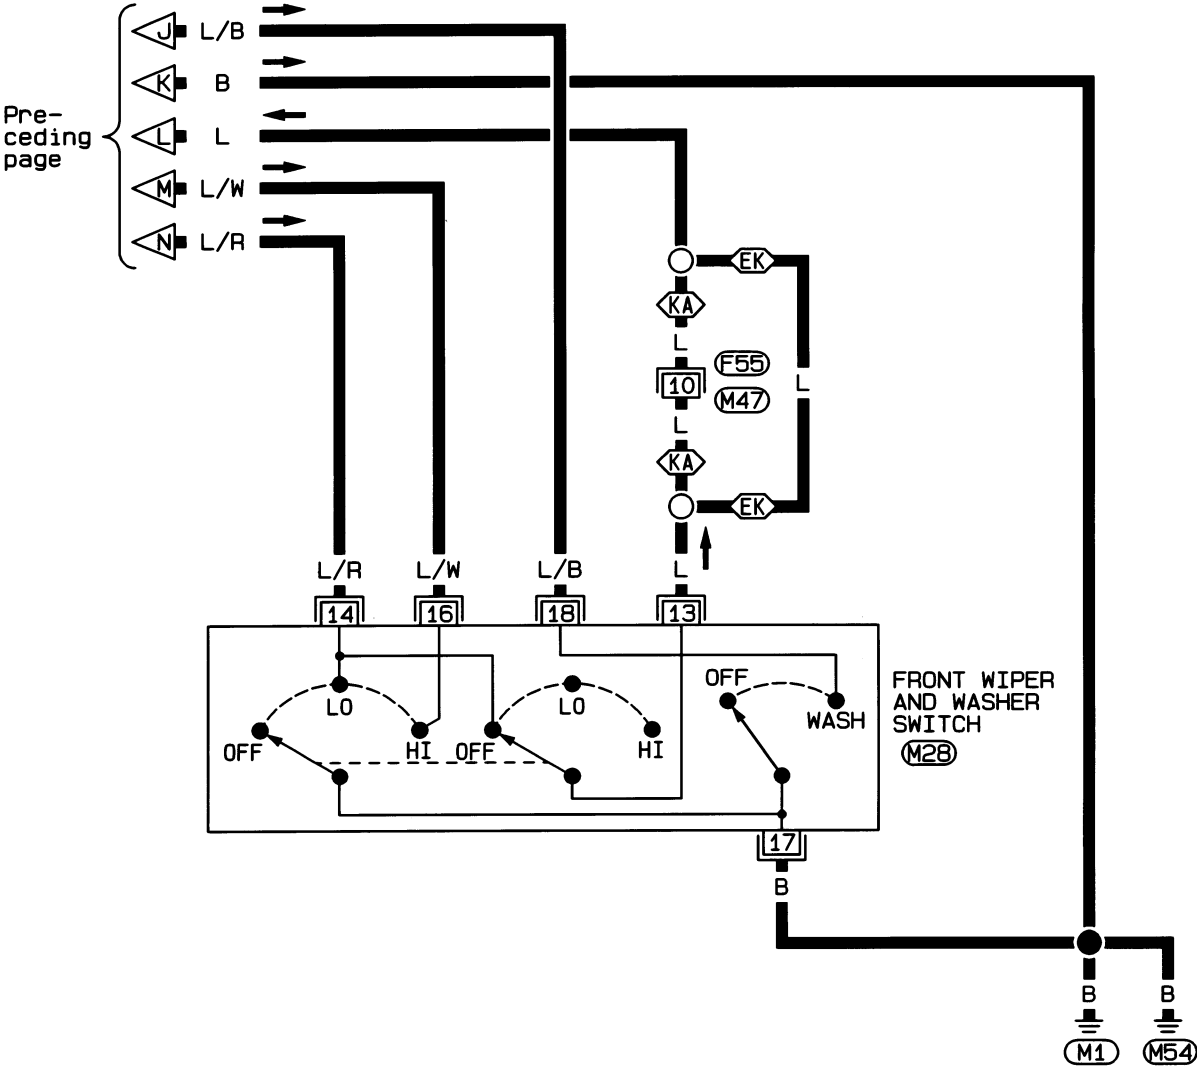 J L/B
K B
Pre-
ceding
page
L L
M L/W
N L/R
EK
KA
L
F55
10
L
M47
L
KA
EK
L/R L/W L/B L
14 16 18 13
OFF
LO LO
WASH
OFF HI OFF HI
FRONT WIPER
AND WASHER
SWITCH
M28
17
B
B B
M1 M54